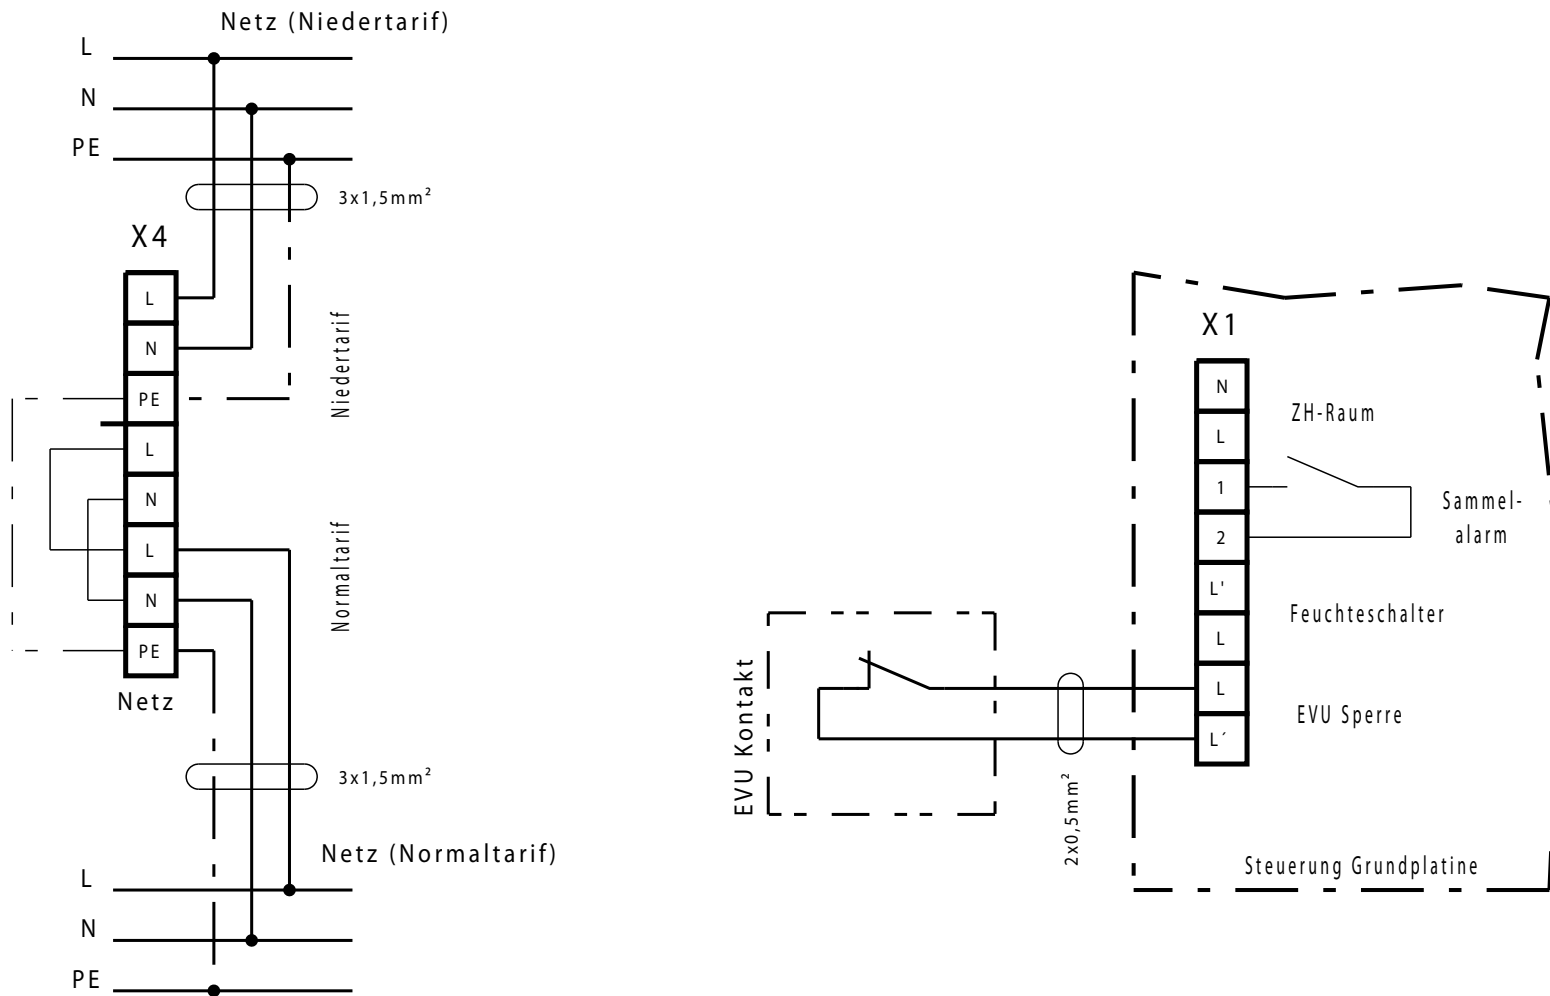 Netz (Niedertarif)
L
N
PE
3x1,5mm²
X4
L
N
PE
L
N
L
N
PE
Netz
Niedertarif
Normaltarif
3x1,5mm²
Netz (Normaltarif)
L
N
PE
EVU Kontakt
2x0,5mm²
X1
N
L
1
2
L'
L
L
L´
ZH-Raum
Sammel-
alarm
Feuchteschalter
EVU Sperre
Steuerung Grundplatine